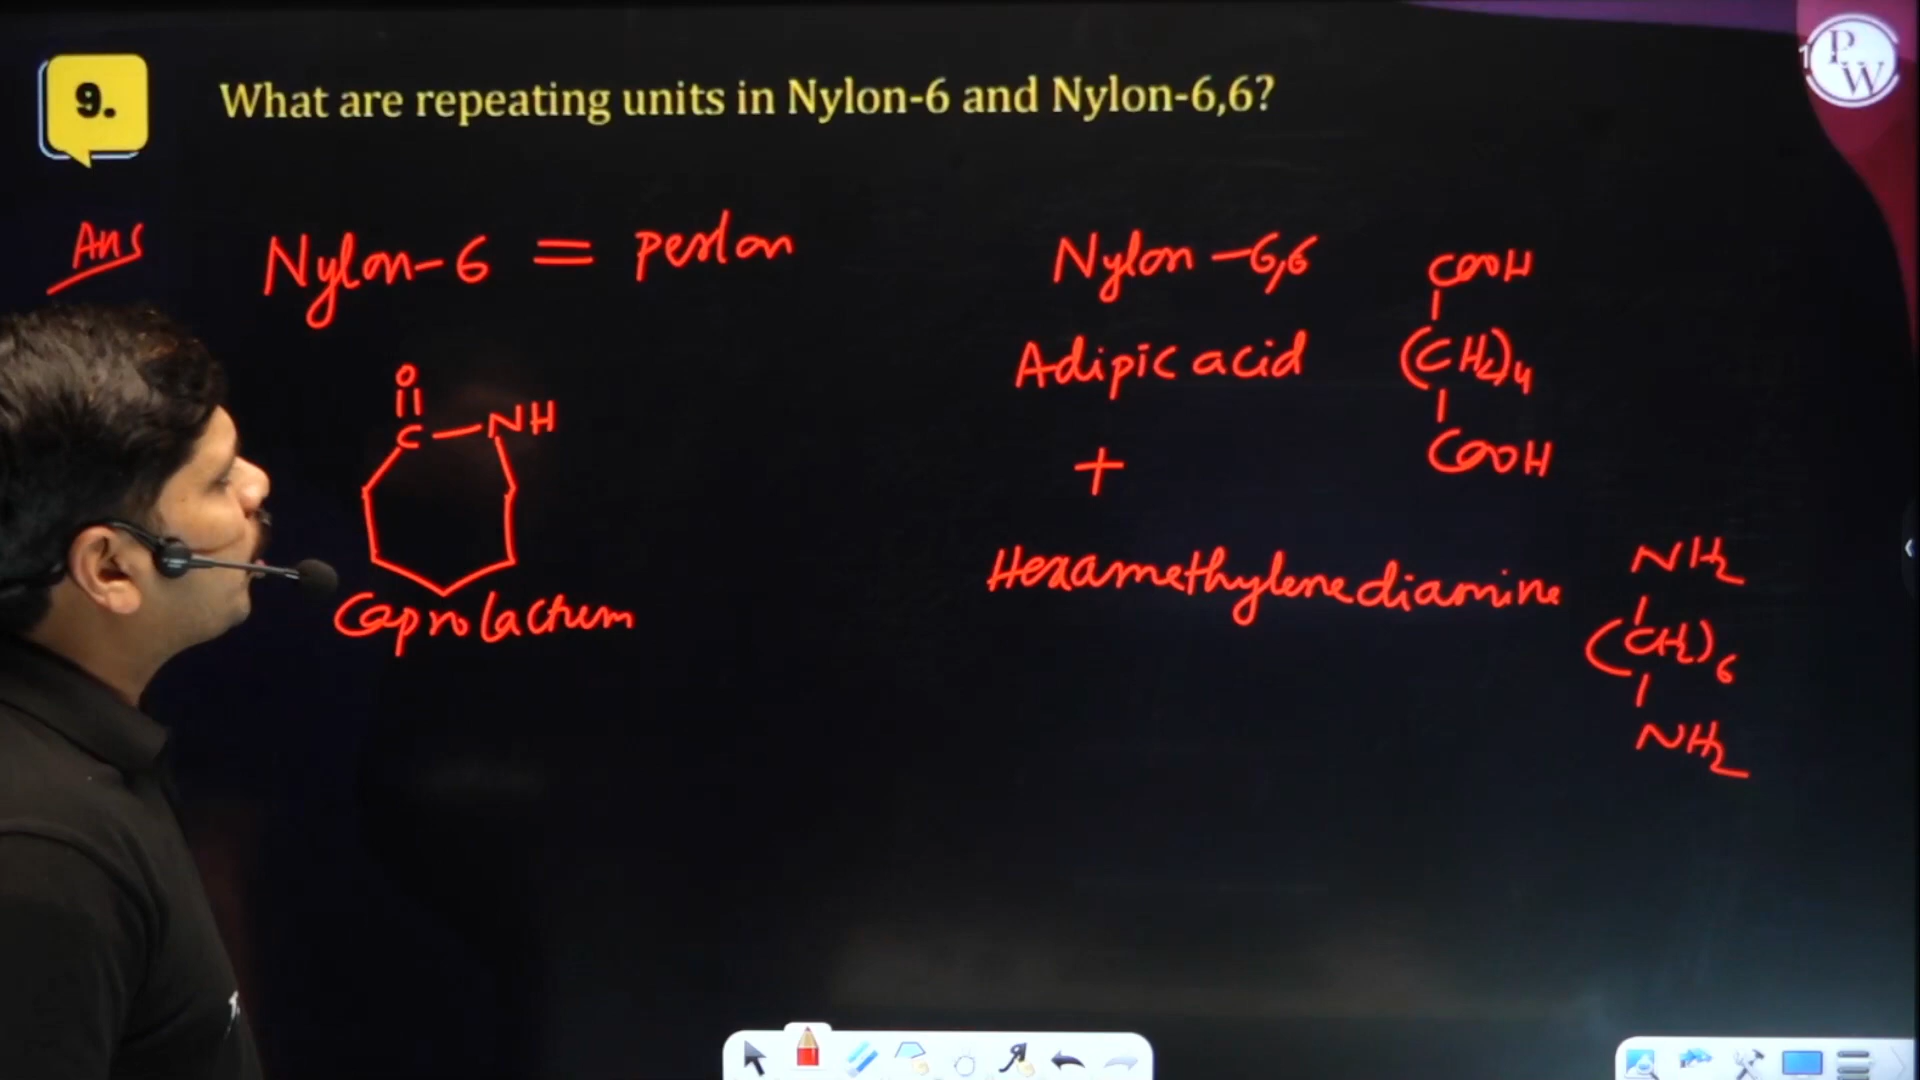 9.
What are repeating units in Nylon-6 and Nylon-6,6?
PW
Ans
Nylon-6 = perlon
O
C-NH
Caprolactum
Nylon-6,6
Adipic acid
+
Hexamethylenediamine
COOH
(CH2)4
COOH
NH2
(CH2)6
NH2